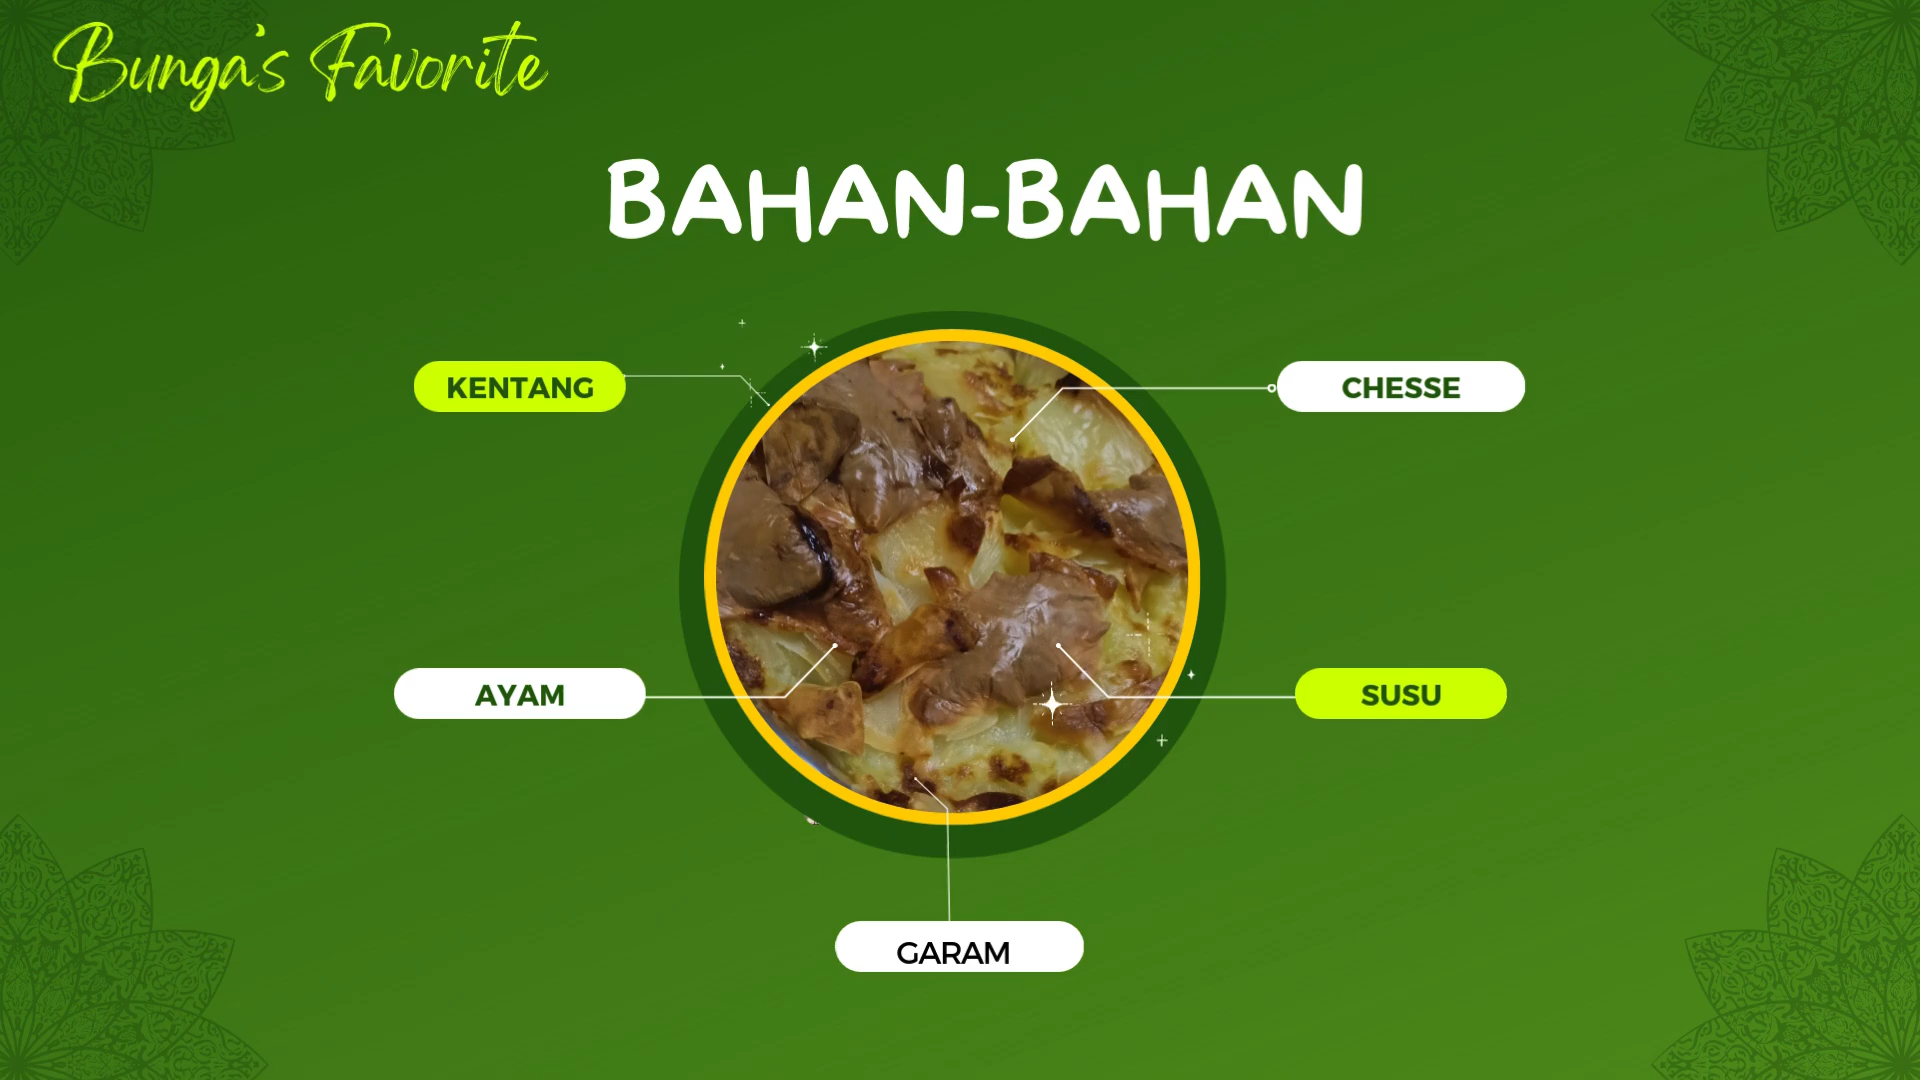 Bunga's Favorite
BAHAN-BAHAN
KENTANG
CHESSE
AYAM
SUSU
GARAM